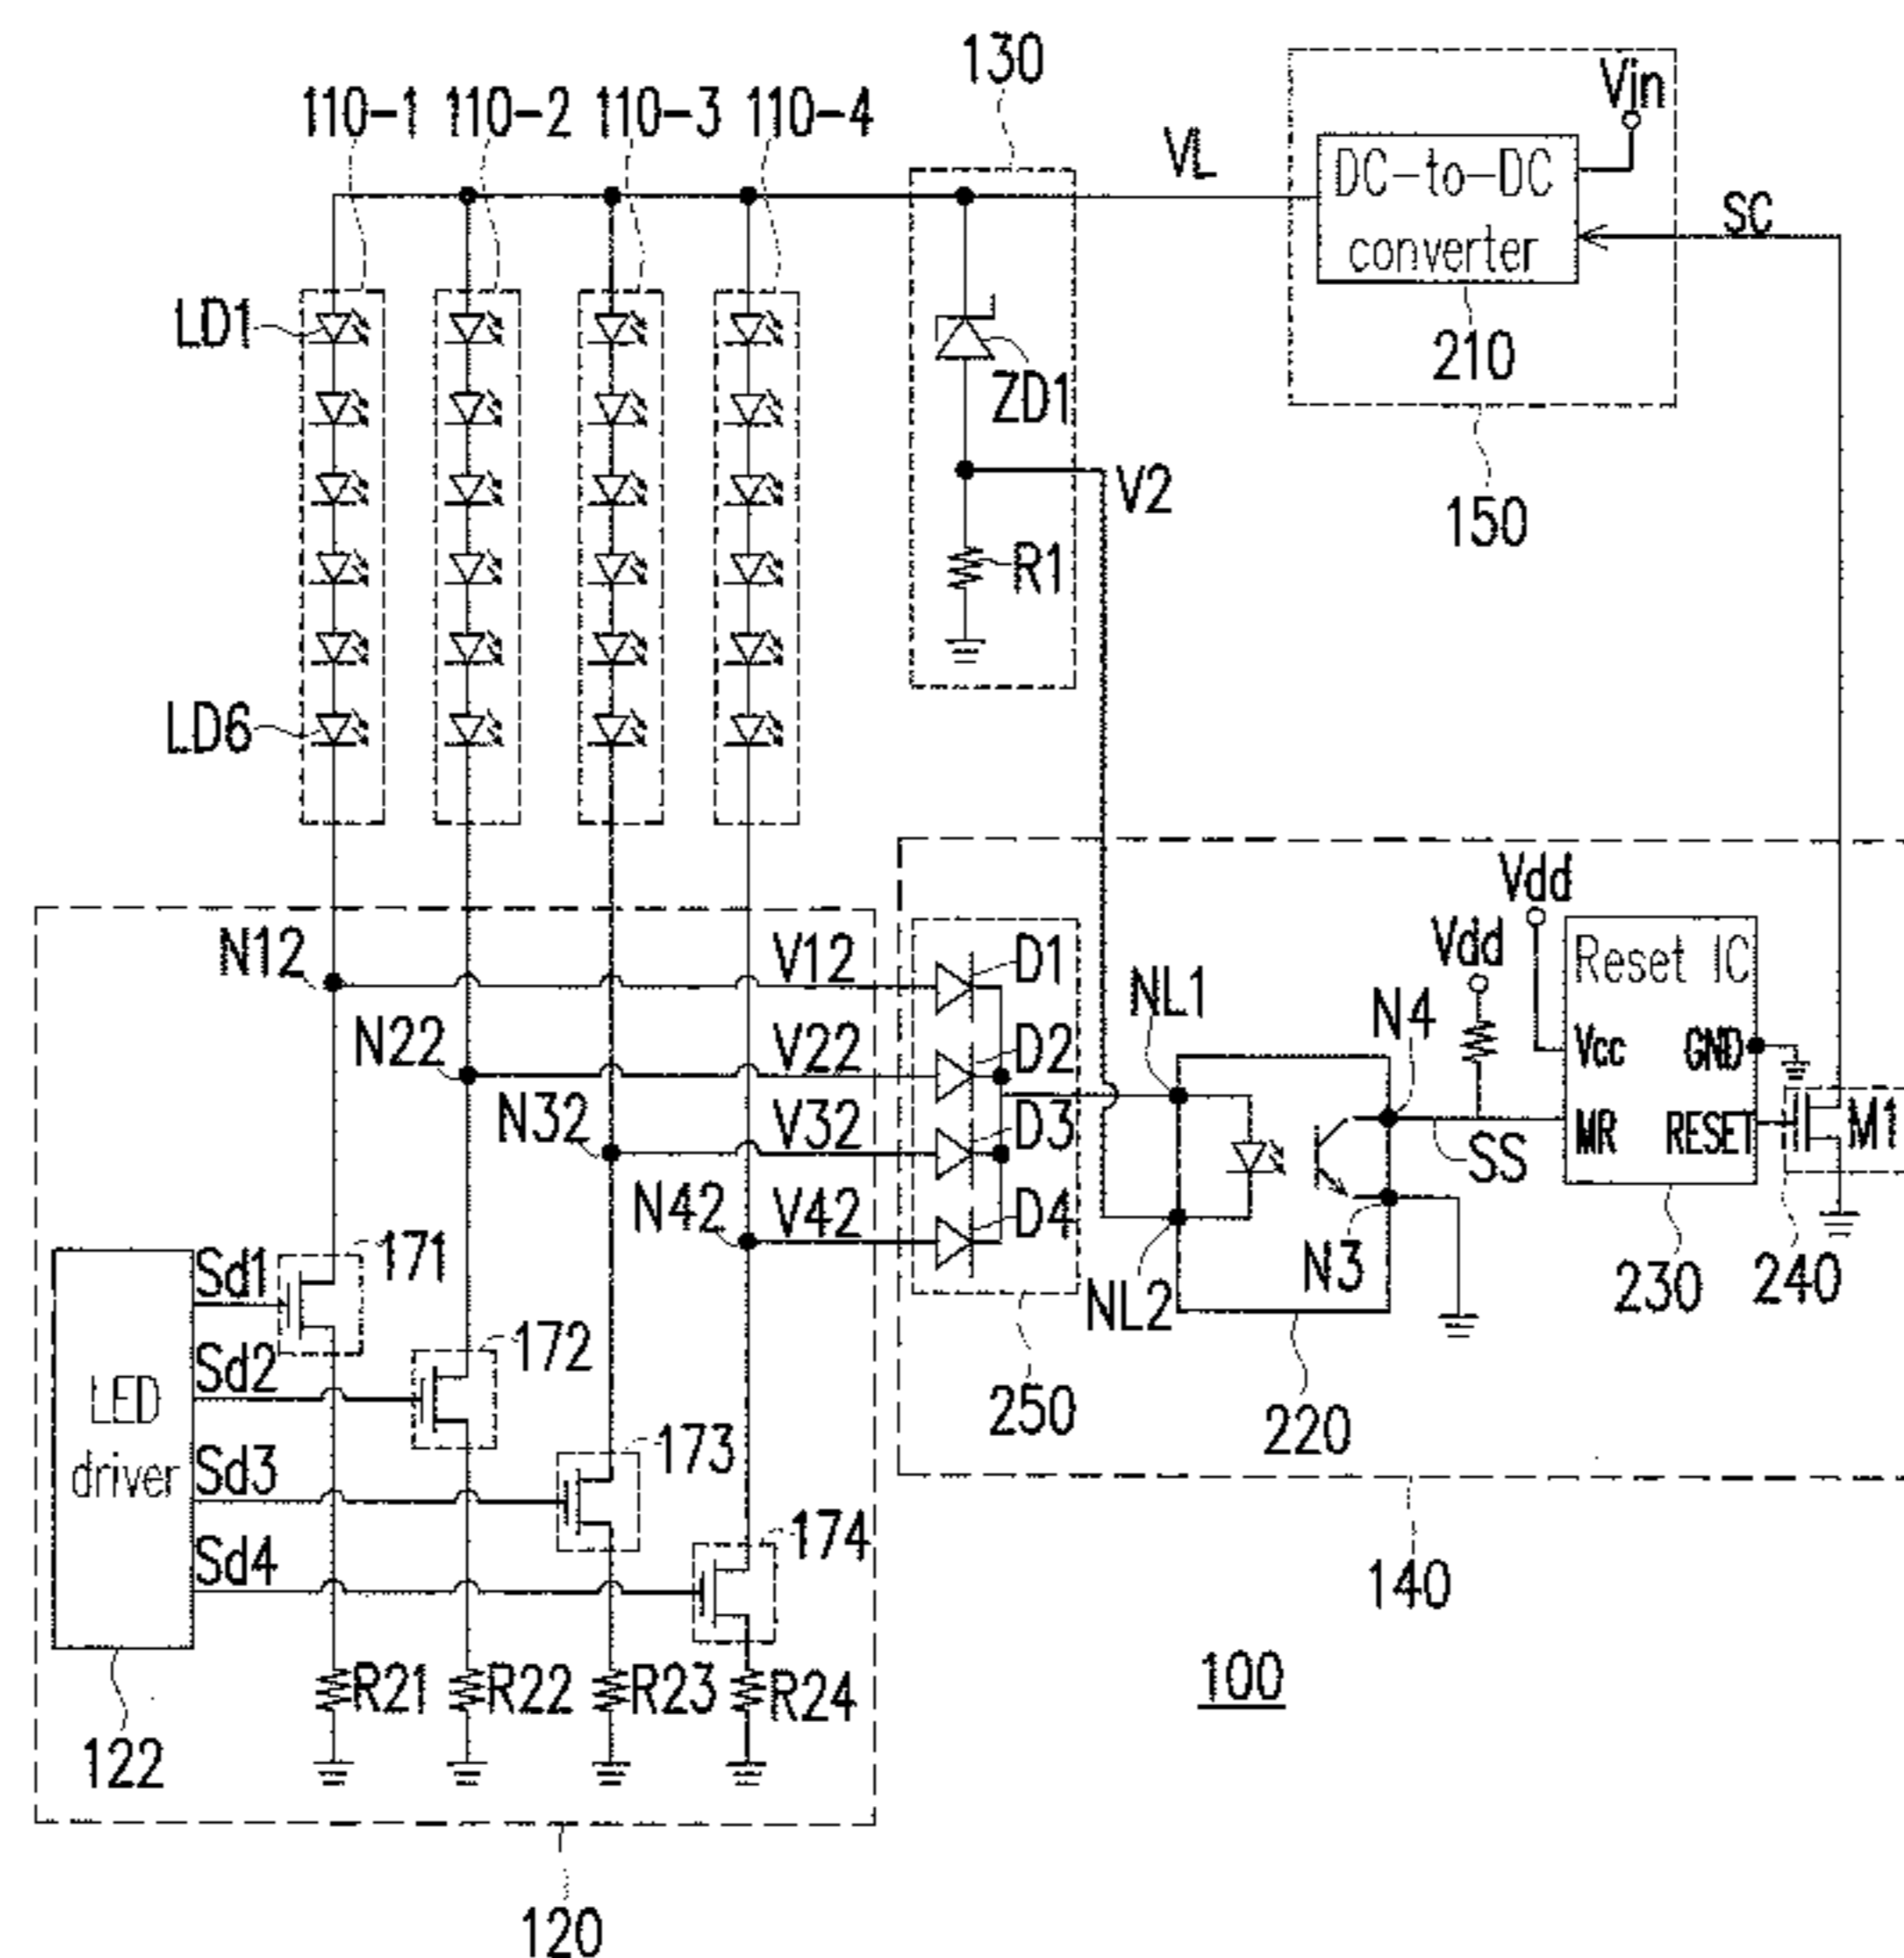 130
Vin
110-1 110-2 110-3 110-4
VL
DC-to-DC
converter
SC
LD1
210
ZD1
V2
150
R1
LD6
Vdd
Vdd
N12
V12
D1
Reset IC
NL1
N4
N22
V22
D2
Vcc
GND
N32
V32
D3
MR
RESET
M1
SS
N42
V42
D4
N3
NL2
230
240
Sd1
171
LED
driver
Sd2
172
250
220
Sd3
173
Sd4
174
140
100
R21
R22
R23
R24
122
120